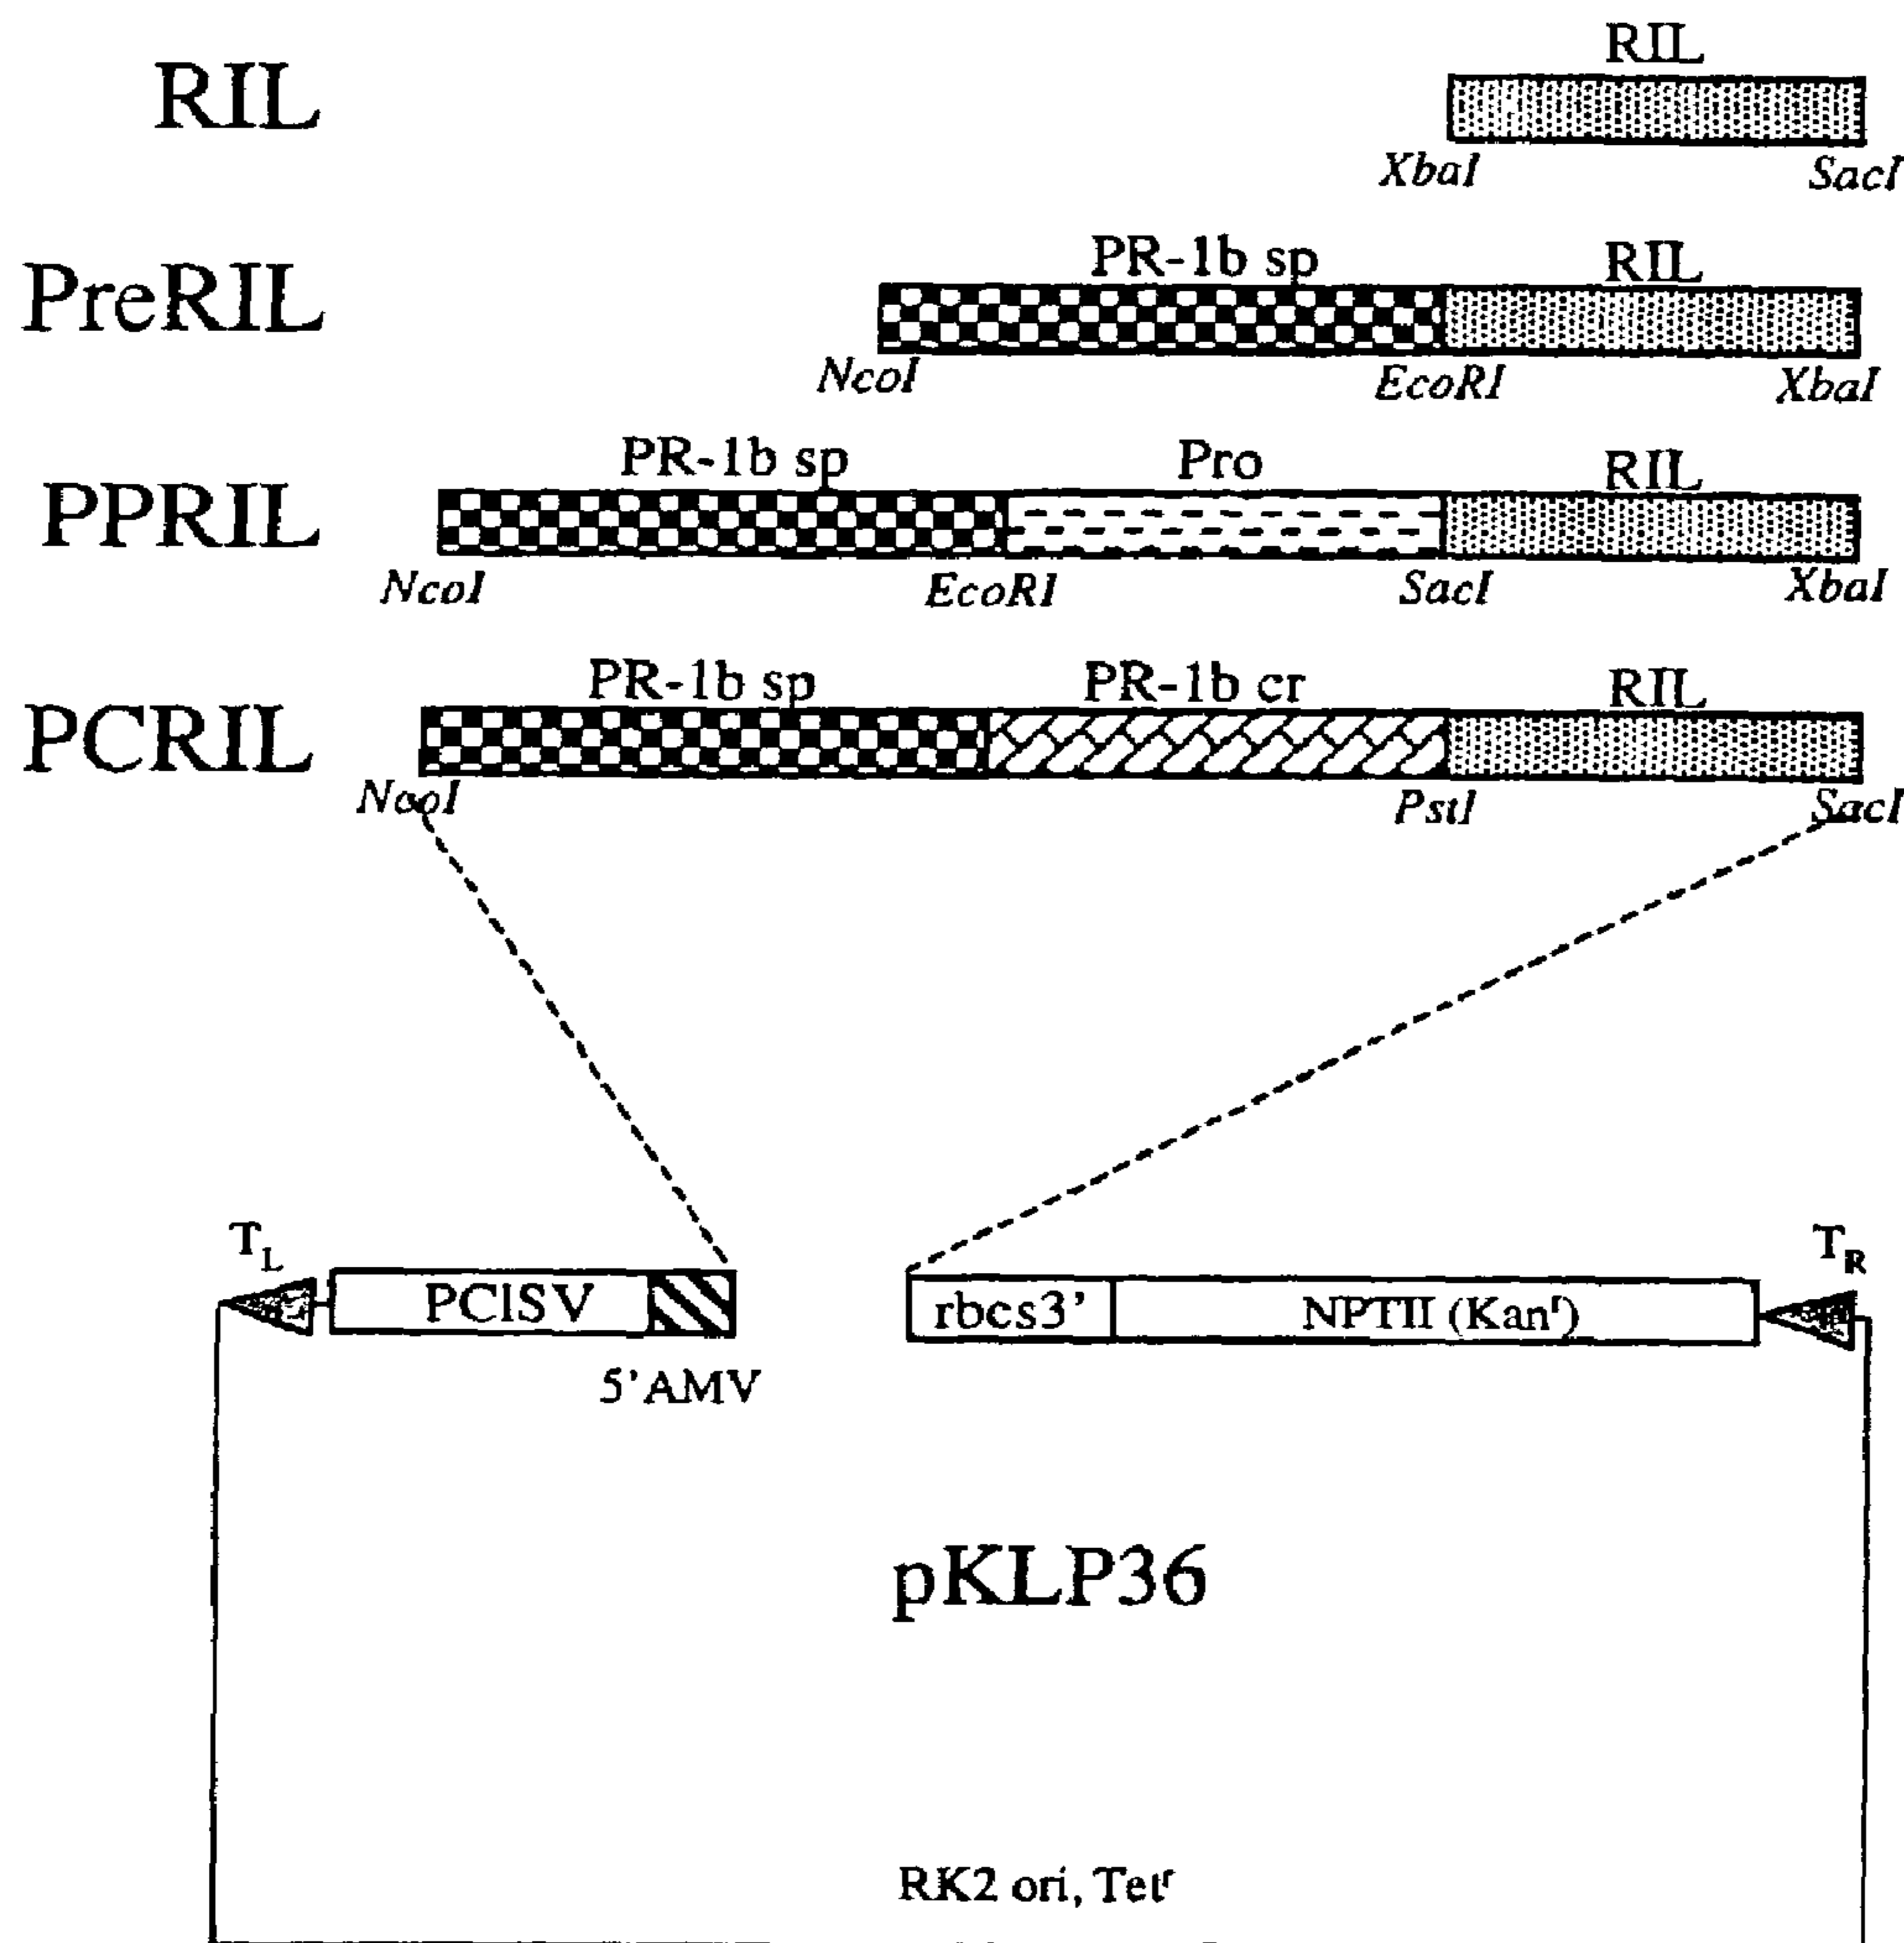 RIL
RIL
XbaI SacI
PR-1b sp RIL
PreRIL
NcoI EcoRI XbaI
PR-1b sp Pro RIL
PPRIL
NcoI EcoRI SacI XbaI
PR-1b sp PR-1b cr RIL
PCRIL
NcoI PstI SacI
TL TR
PClSV rbcs3' NPTII (Kanʳ)
5'AMV
pKLP36
RK2 ori, Tetʳ